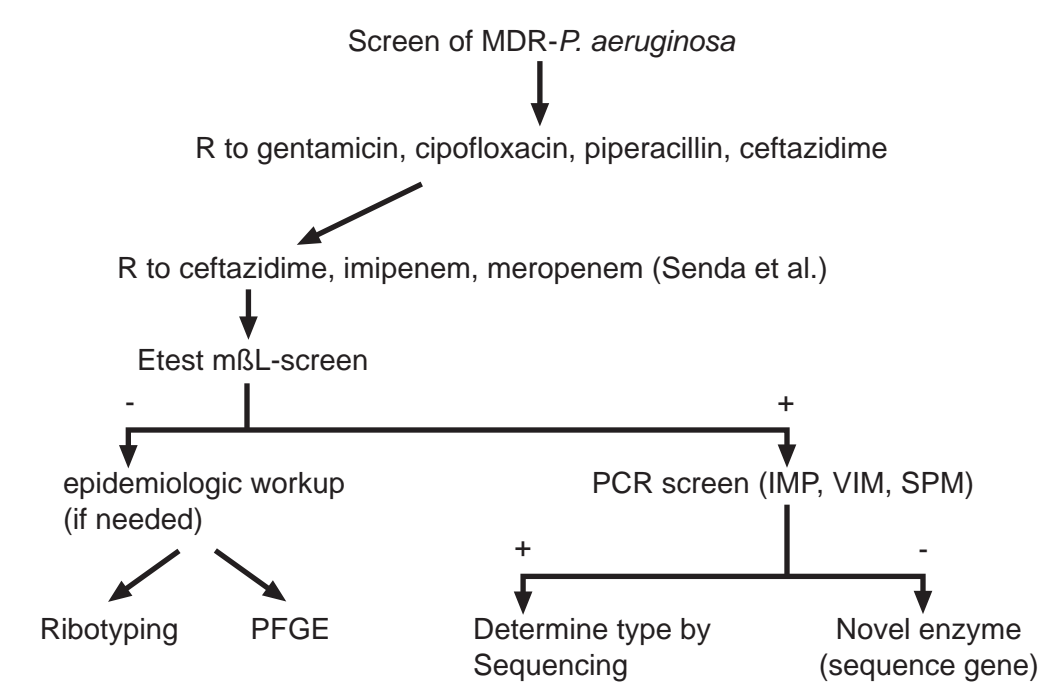 Screen of MDR-P. aeruginosa
R to gentamicin, cipofloxacin, piperacillin, ceftazidime
R to ceftazidime, imipenem, meropenem (Senda et al.)
Etest mßL-screen
- +
epidemiologic workup
(if needed)
PCR screen (IMP, VIM, SPM)
+ -
Ribotyping
PFGE
Determine type by
Sequencing
Novel enzyme
(sequence gene)